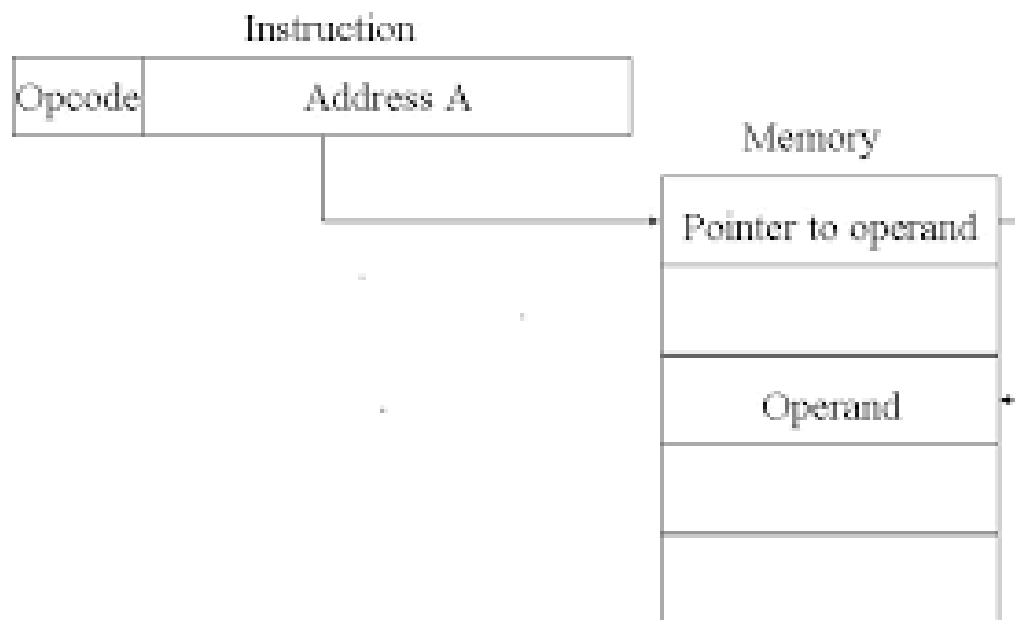 Instruction
Opcode
Address A
Memory
Pointer to operand
Operand